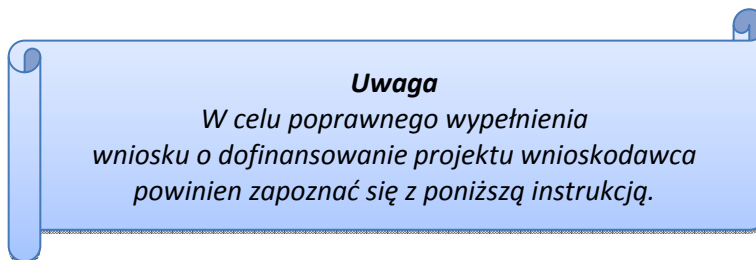 Uwaga
W celu poprawnego wypełnienia
wniosku o dofinansowanie projektu wnioskodawca
powinien zapoznać się z poniższą instrukcją.